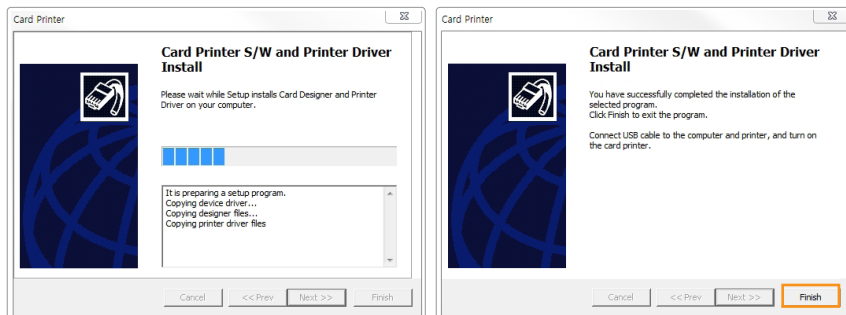 Card Printer
Card Printer S/W and Printer Driver
Install
Please wait while Setup installs Card Designer and Printer
Driver on your computer.
It is preparing a setup program.
Copying device driver...
Copying designer files...
Copying printer driver files
Cancel
<< Prev
Next >>
Finish
Card Printer
Card Printer S/W and Printer Driver
Install
You have successfully completed the installation of the
selected program.
Click Finish to exit the program.
Connect USB cable to the computer and printer, and turn on
the card printer.
Cancel
<< Prev
Next >>
Finish